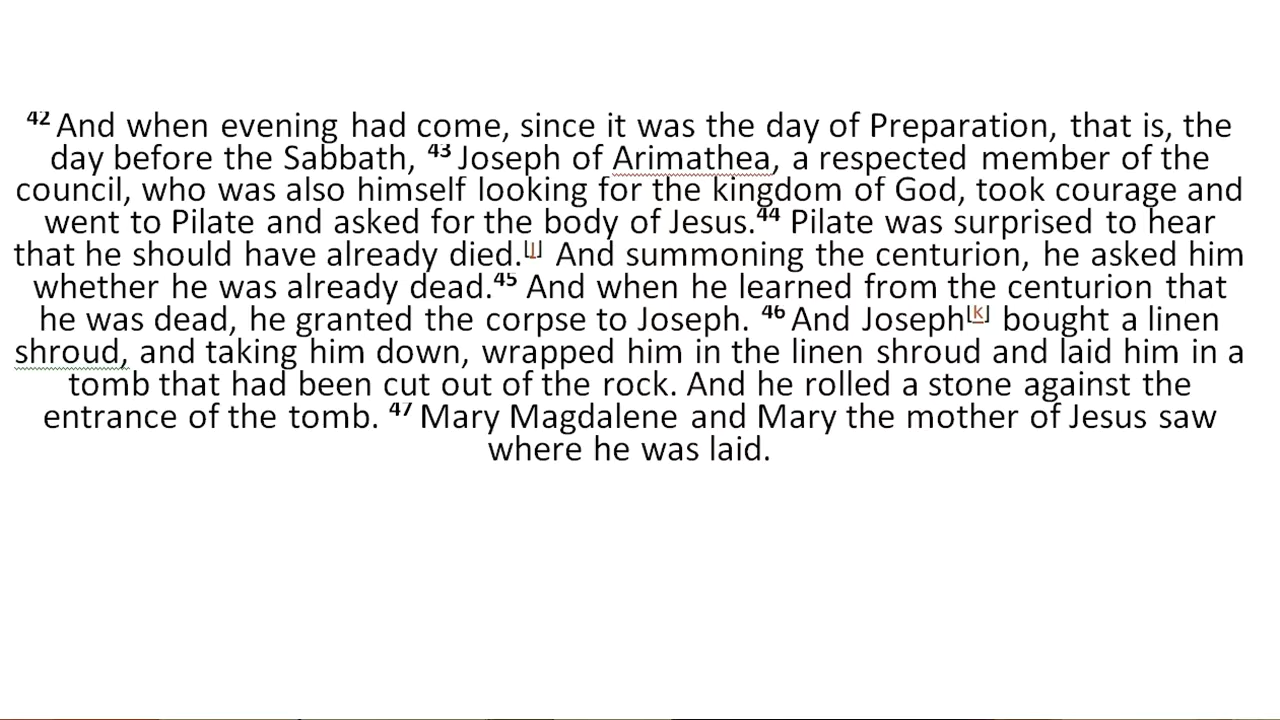 42 And when evening had come, since it was the day of Preparation, that is, the
day before the Sabbath, 43 Joseph of Arimathea, a respected member of the
council, who was also himself looking for the kingdom of God, took courage and
went to Pilate and asked for the body of Jesus.44 Pilate was surprised to hear
that he should have already died.[j] And summoning the centurion, he asked him
whether he was already dead.45 And when he learned from the centurion that
he was dead, he granted the corpse to Joseph. 46 And Joseph[k] bought a linen
shroud, and taking him down, wrapped him in the linen shroud and laid him in a
tomb that had been cut out of the rock. And he rolled a stone against the
entrance of the tomb. 47 Mary Magdalene and Mary the mother of Jesus saw
where he was laid.